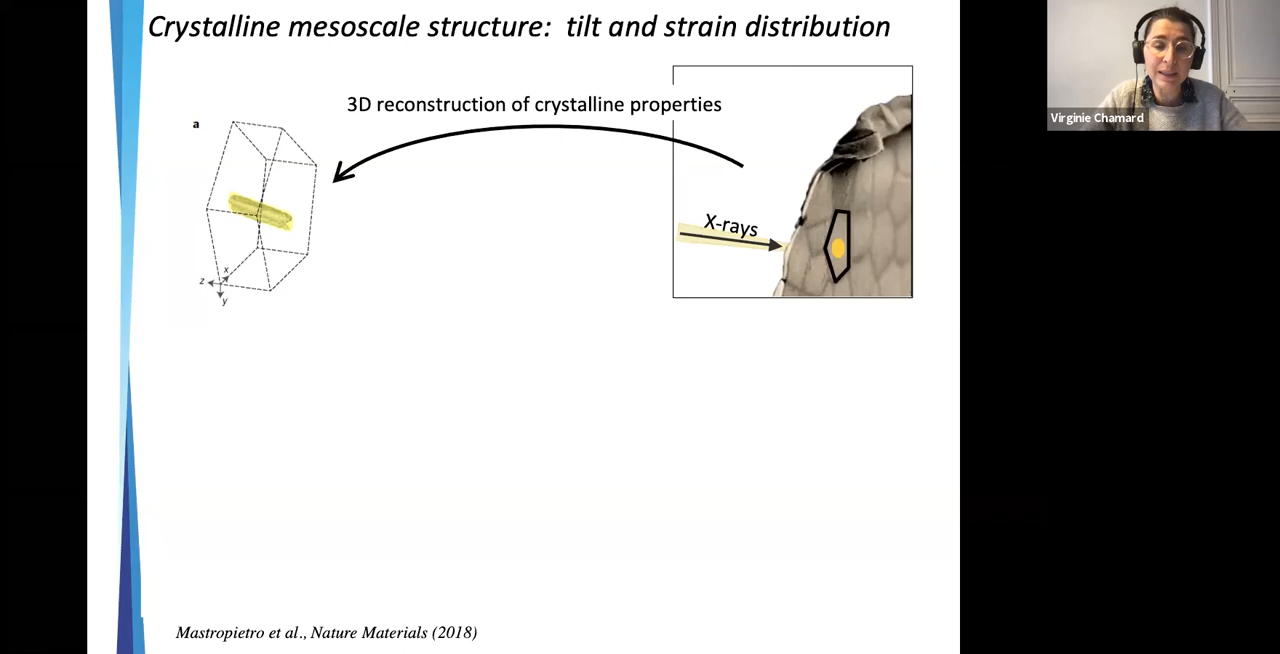 Crystalline mesoscale structure: tilt and strain distribution
3D reconstruction of crystalline properties
a
X-rays
x
z
y
Mastropietro et al., Nature Materials (2018)
Virginie Chamard